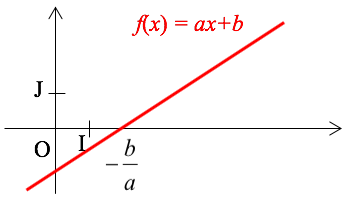 f(x) = ax+b
J
O
I
−b/a